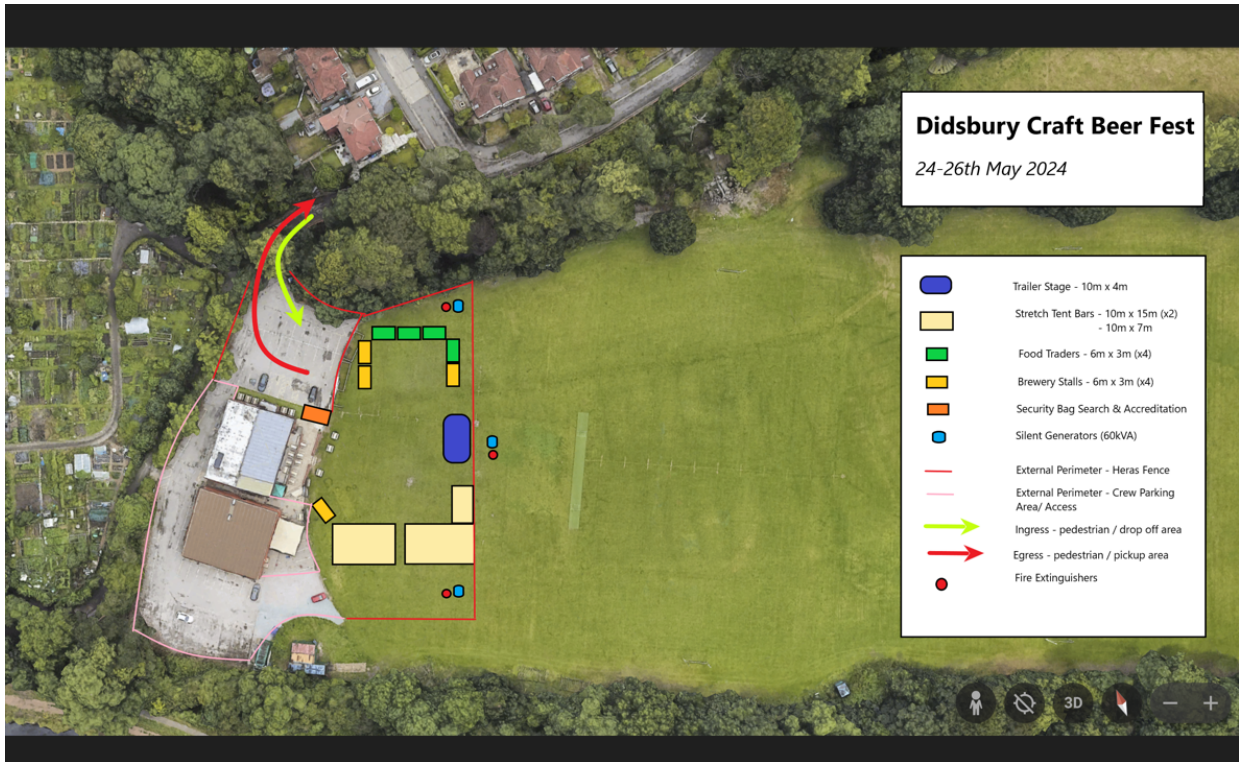 Didsbury Craft Beer Fest
24-26th May 2024
Trailer Stage - 10m x 4m
Stretch Tent Bars - 10m x 15m (x2)
- 10m x 7m
Food Traders - 6m x 3m (x4)
Brewery Stalls - 6m x 3m (x4)
Security Bag Search & Accreditation
Silent Generators (60kVA)
External Perimeter - Heras Fence
External Perimeter - Crew Parking
Area/ Access
Ingress - pedestrian / drop off area
Egress - pedestrian / pickup area
Fire Extinguishers
3D